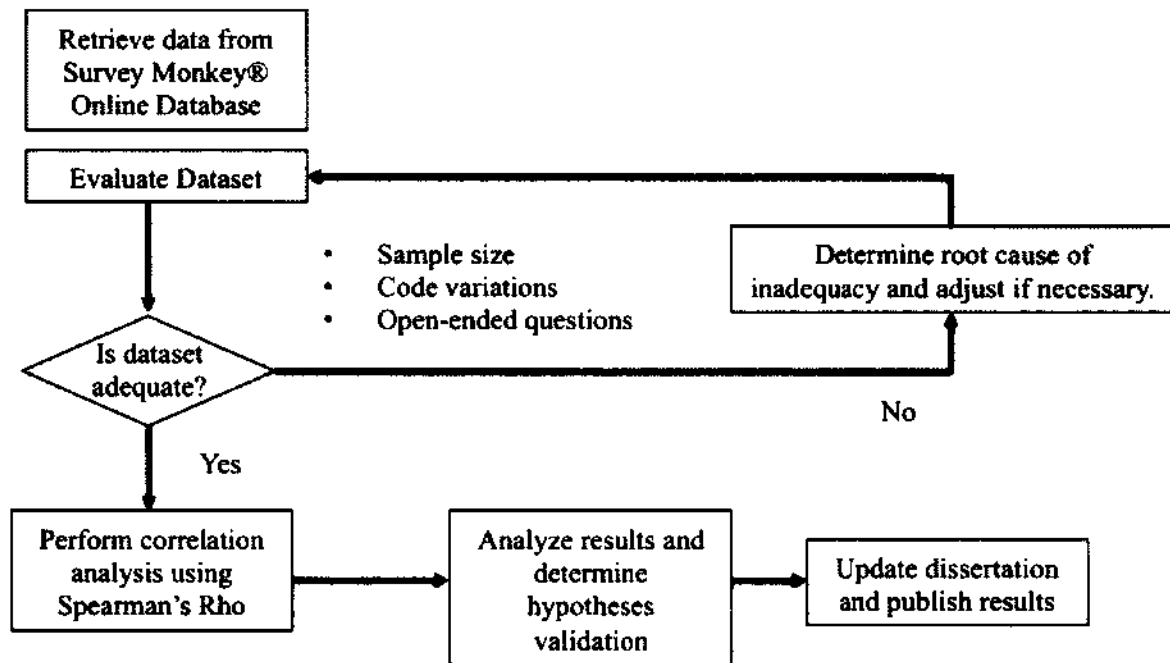 Retrieve data from
Survey Monkey®
Online Database
Evaluate Dataset
• Sample size
• Code variations
• Open-ended questions
Determine root cause of
inadequacy and adjust if necessary.
Is dataset
adequate?
No
Yes
Perform correlation
analysis using
Spearman's Rho
Analyze results and
determine
hypotheses
validation
Update dissertation
and publish results